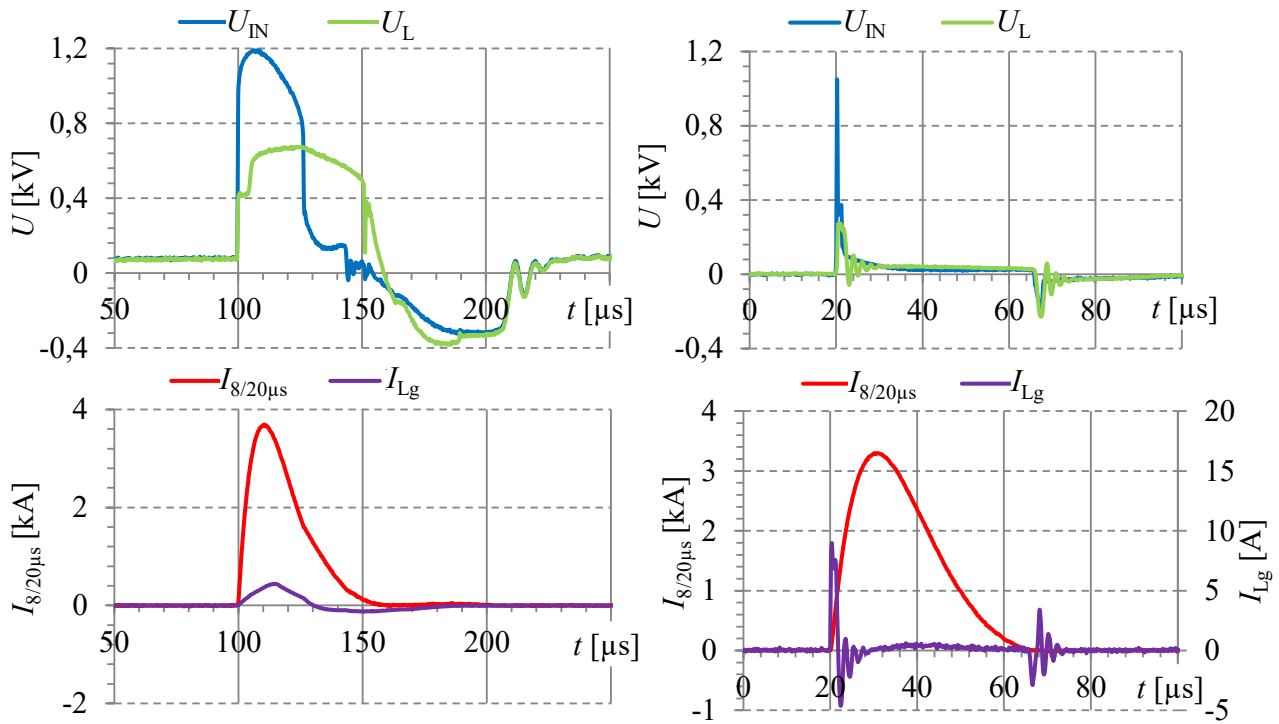 U_IN U_L
1,2
0,8
0,4
0
-0,4
U [kV]
50 100 150 200 t [µs]
U_IN U_L
1,2
0,8
0,4
0
-0,4
U [kV]
0 20 40 60 80 t [µs]
I_8/20µs I_Lg
4
2
0
-2
I_8/20µs [kA]
50 100 150 200 t [µs]
I_8/20µs I_Lg
4
3
2
1
0
-1
I_8/20µs [kA]
20
15
10
5
0
-5
I_Lg [A]
0 20 40 60 80 t [µs]